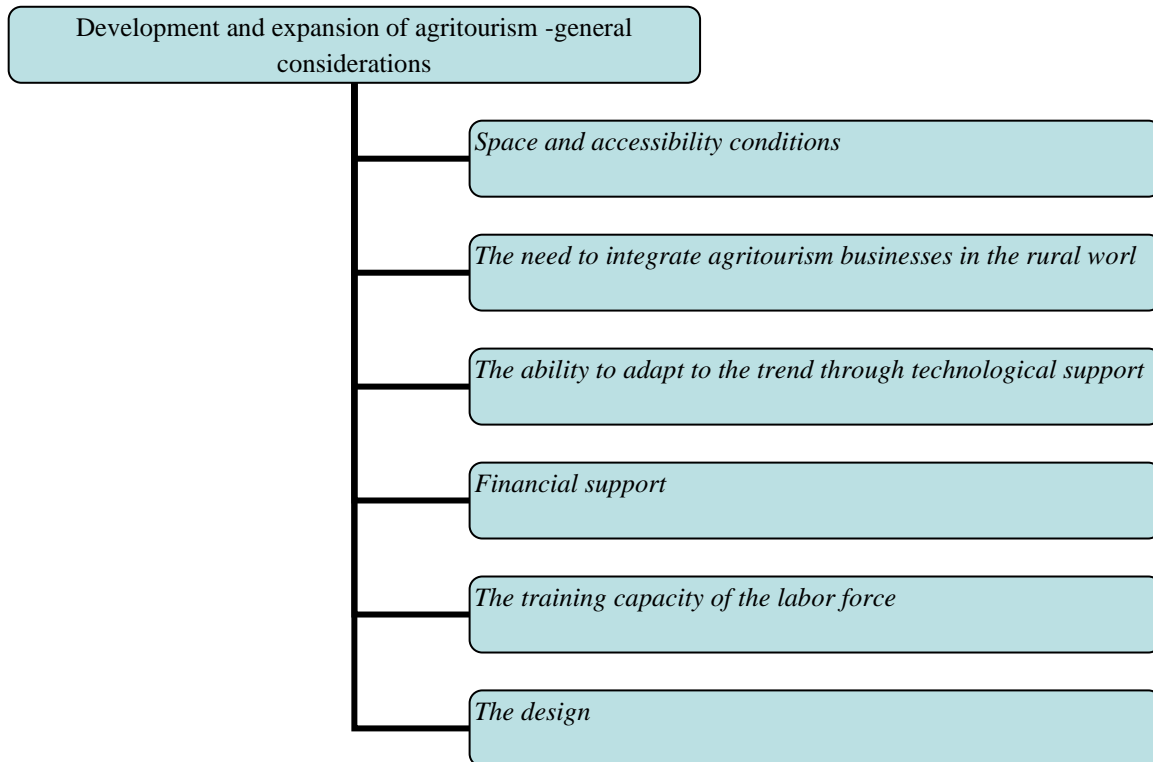 Development and expansion of agritourism -general
considerations
Space and accessibility conditions
The need to integrate agritourism businesses in the rural worl
The ability to adapt to the trend through technological support
Financial support
The training capacity of the labor force
The design